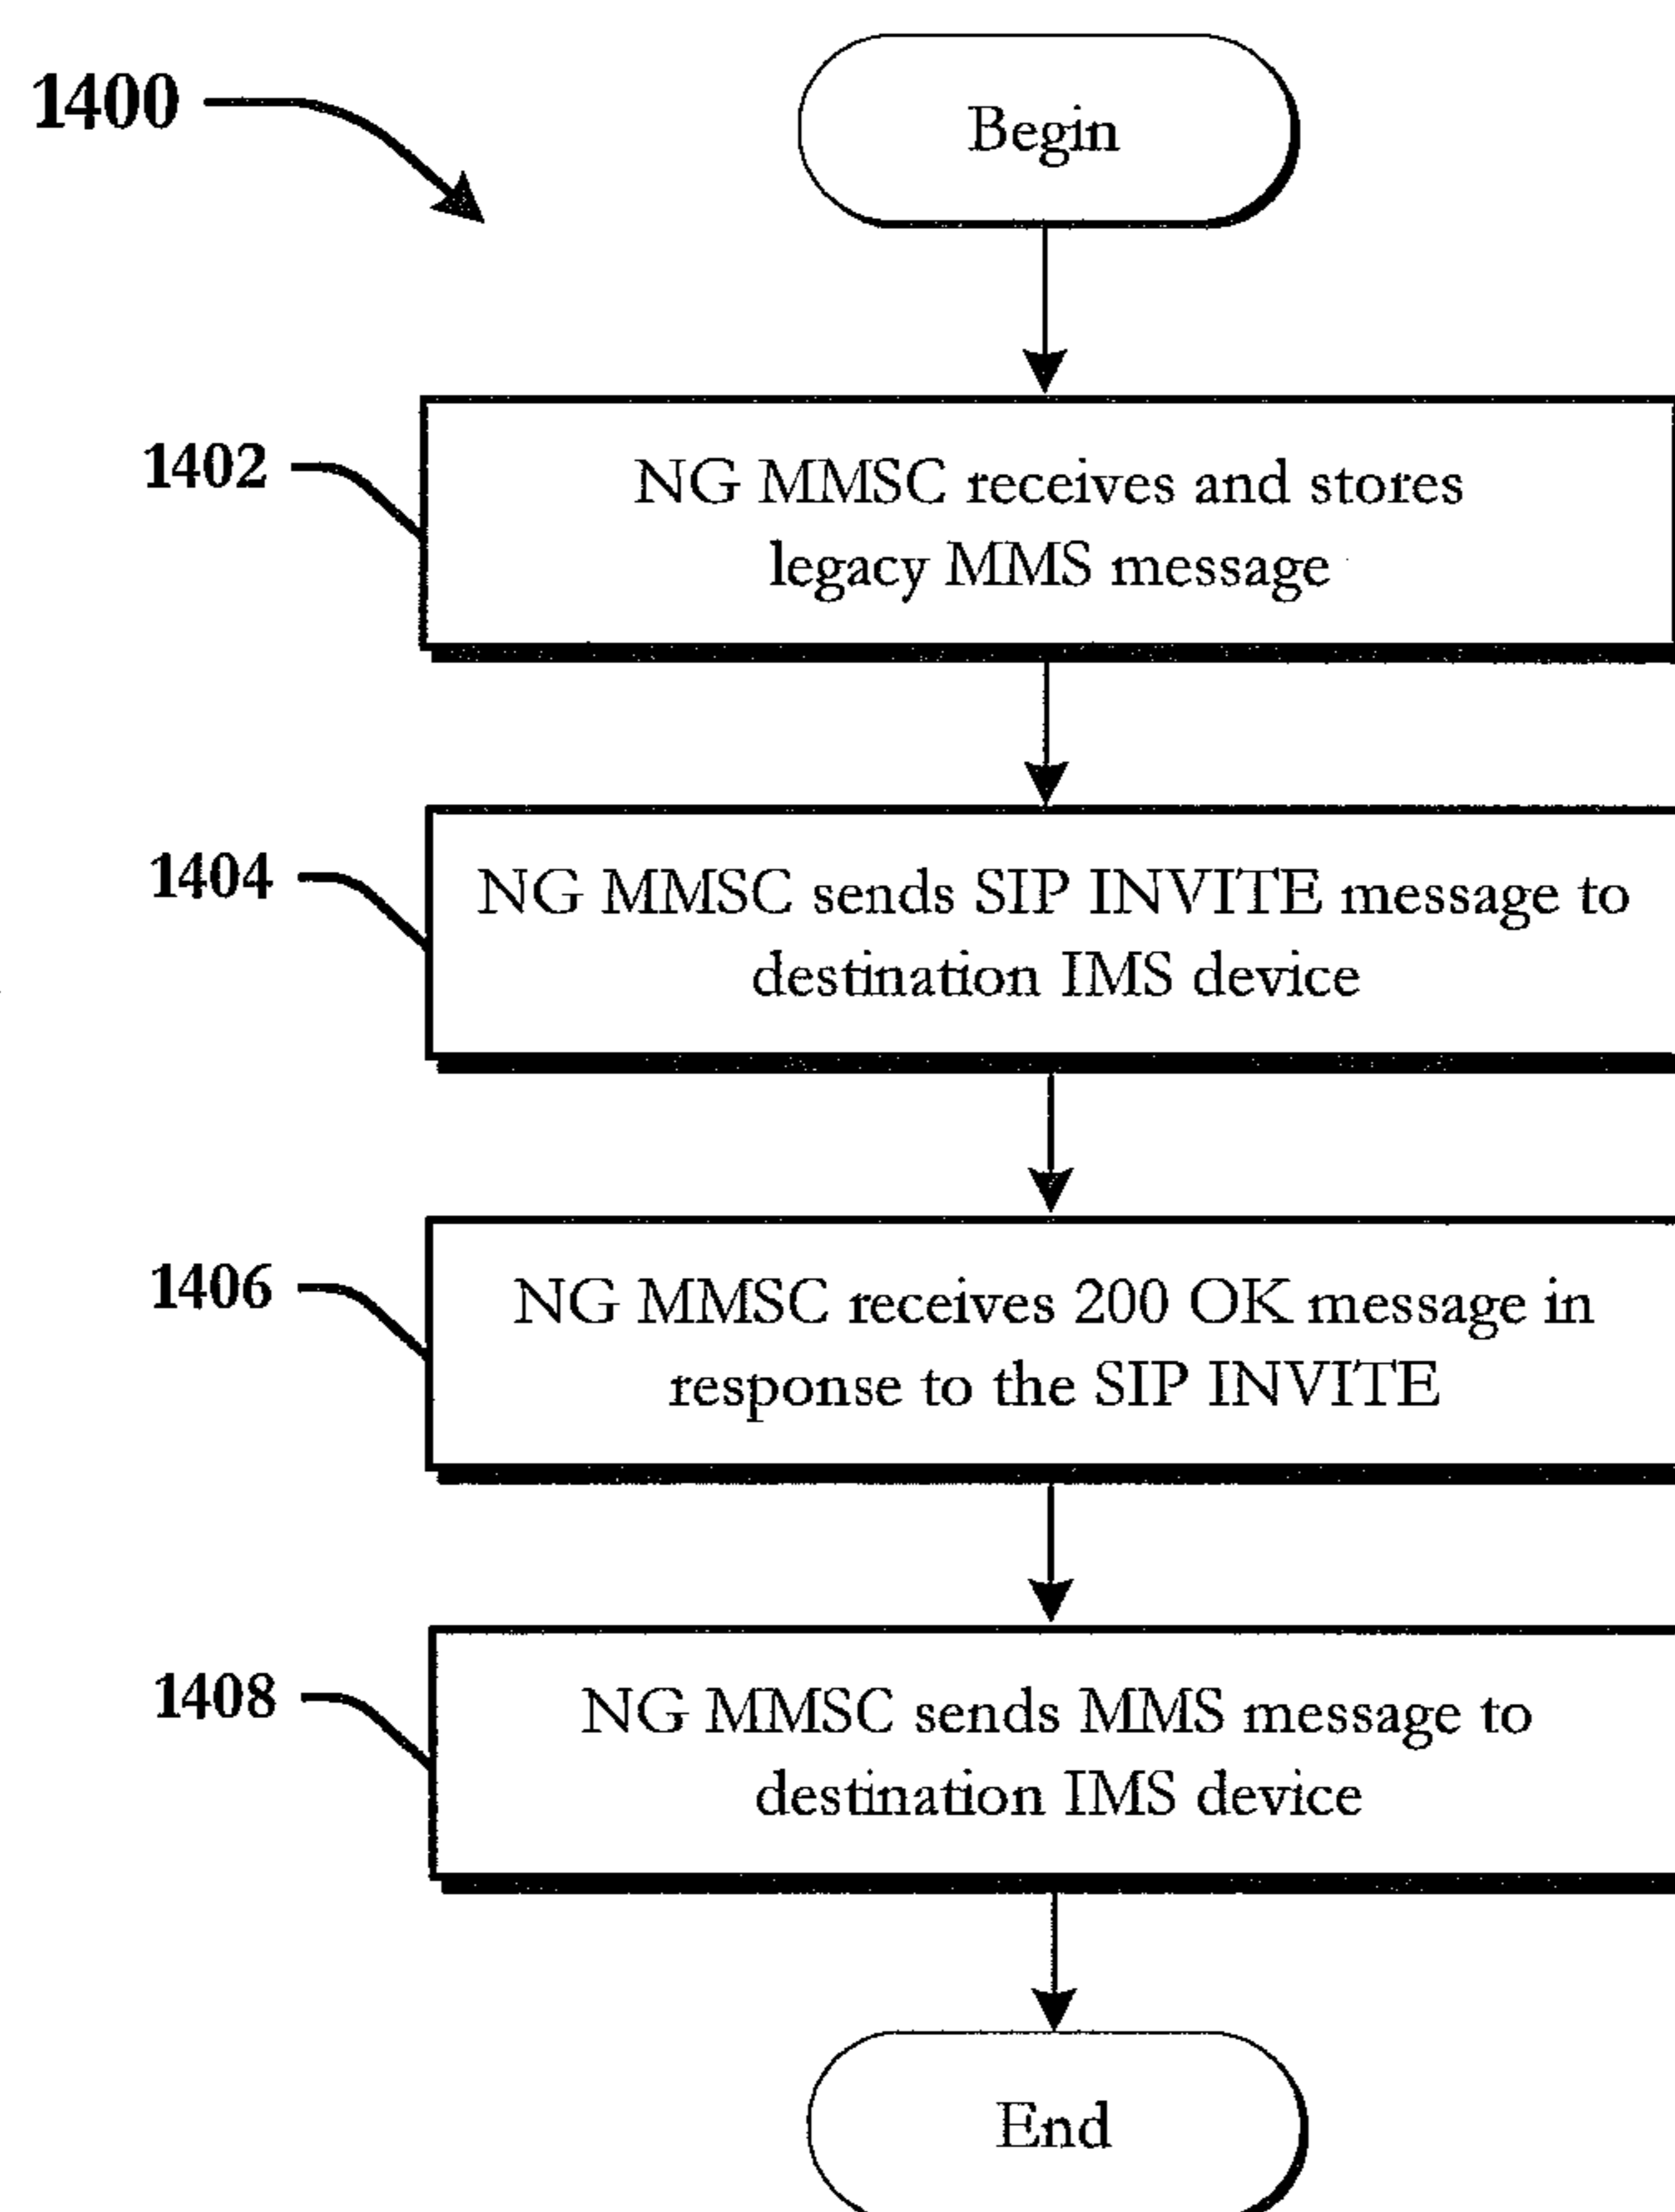 1400
Begin
1402
NG MMSC receives and stores
legacy MMS message
1404
NG MMSC sends SIP INVITE message to
destination IMS device
1406
NG MMSC receives 200 OK message in
response to the SIP INVITE
1408
NG MMSC sends MMS message to
destination IMS device
End